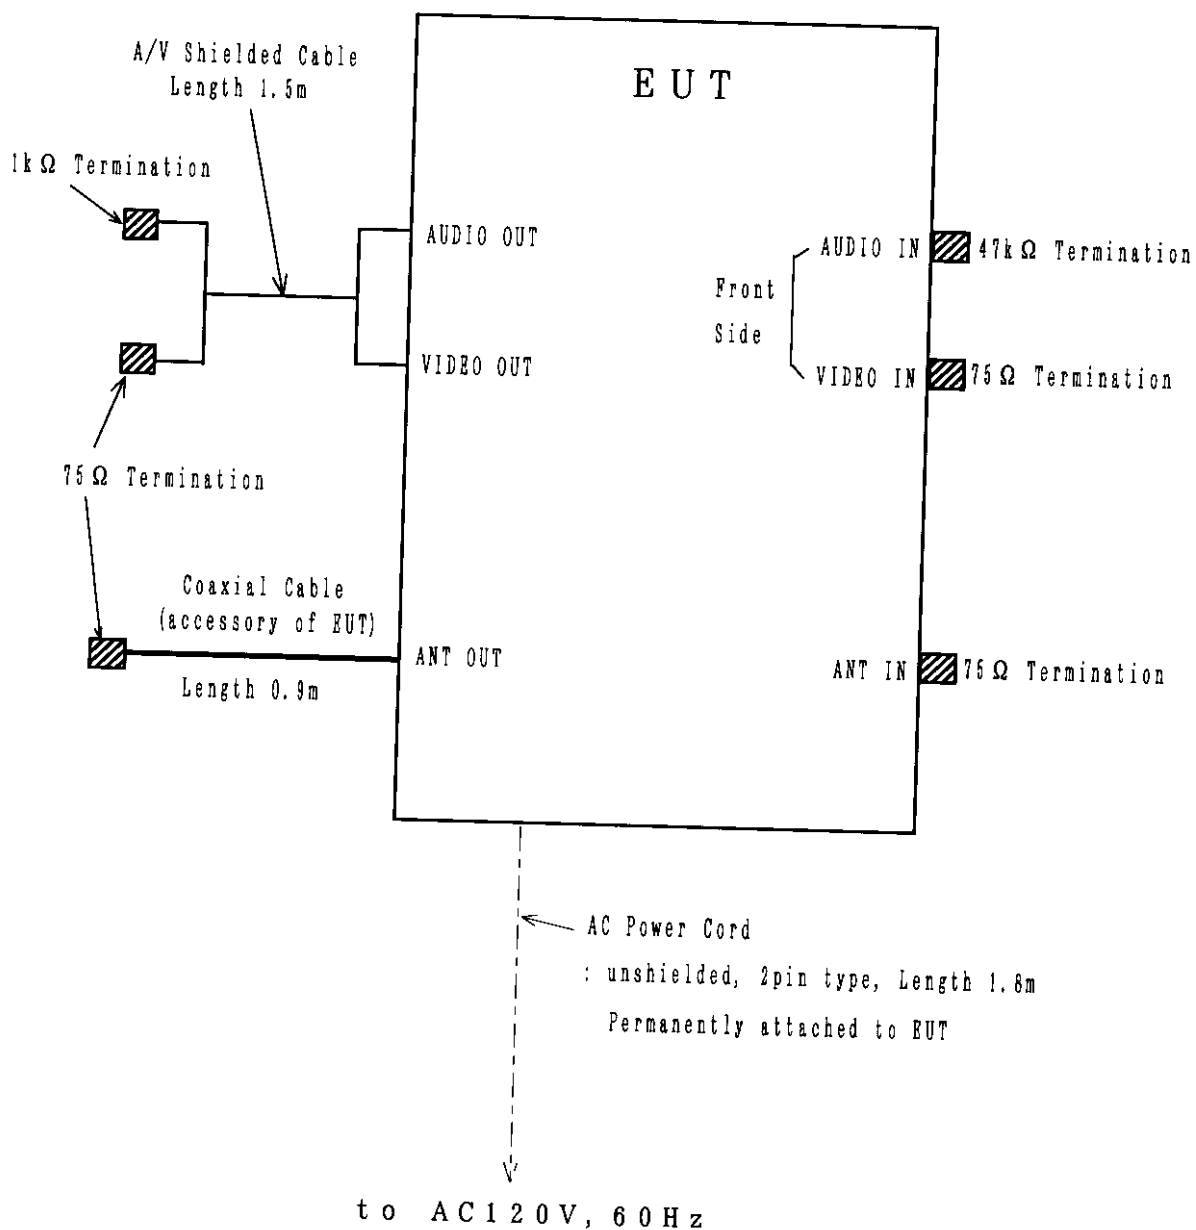 EUT
A/V Shielded Cable
Length 1.5m
1kΩ Termination
AUDIO OUT
AUDIO IN
47kΩ Termination
Front
Side
VIDEO OUT
VIDEO IN
75Ω Termination
75Ω Termination
Coaxial Cable
(accessory of EUT)
ANT OUT
Length 0.9m
ANT IN
75Ω Termination
AC Power Cord
: unshielded, 2pin type, Length 1.8m
Permanently attached to EUT
to AC120V, 60Hz